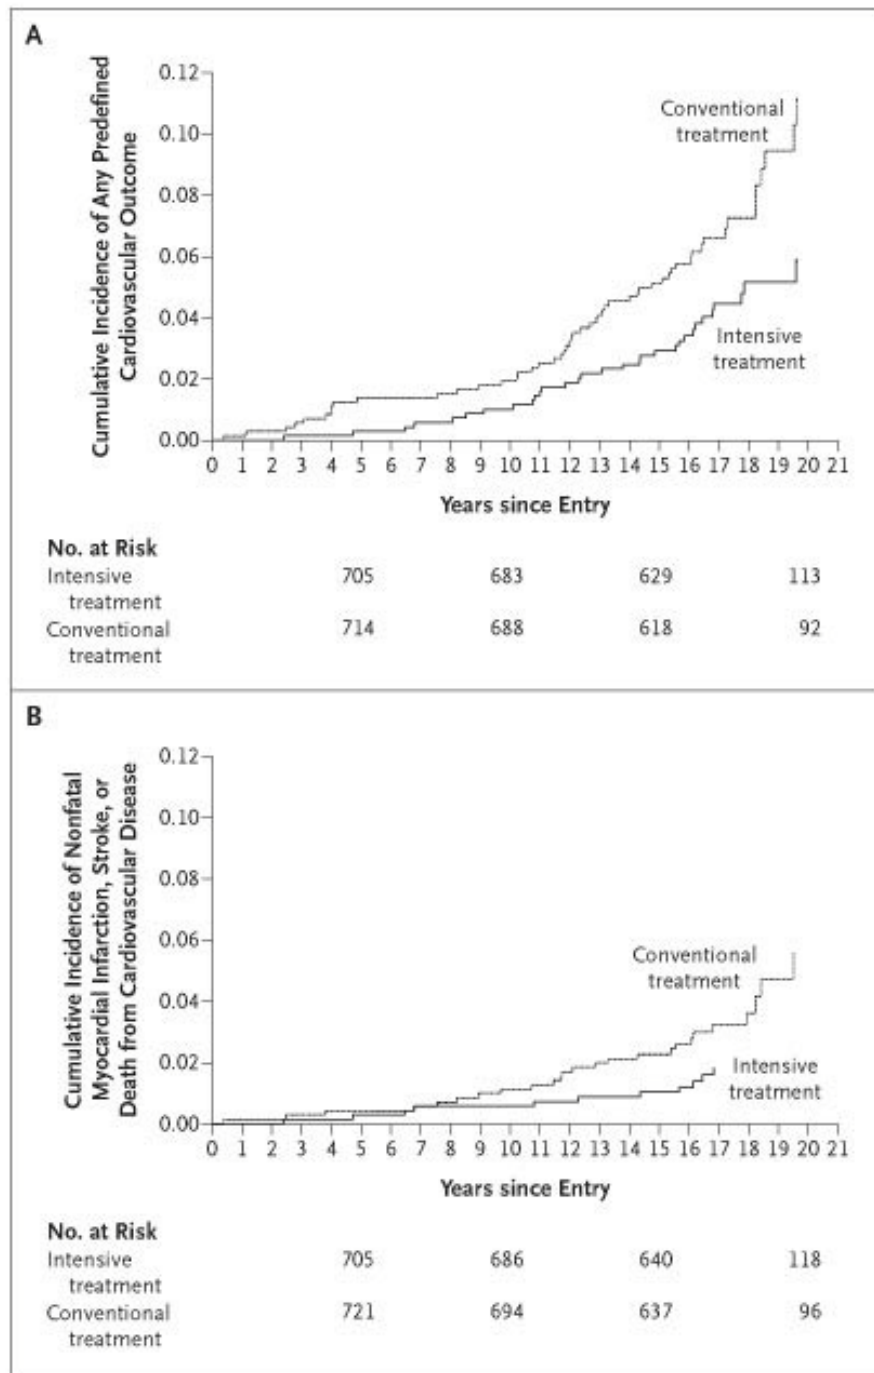 A
Cumulative Incidence of Any Predefined
Cardiovascular Outcome
0.12
0.10
0.08
0.06
0.04
0.02
0.00
Conventional
treatment
Intensive
treatment
0 1 2 3 4 5 6 7 8 9 10 11 12 13 14 15 16 17 18 19 20 21
Years since Entry
No. at Risk
Intensive 705 683 629 113
treatment
Conventional 714 688 618 92
treatment
B
Cumulative Incidence of Nonfatal
Myocardial Infarction, Stroke, or
Death from Cardiovascular Disease
0.12
0.10
0.08
0.06
0.04
0.02
0.00
Conventional
treatment
Intensive
treatment
0 1 2 3 4 5 6 7 8 9 10 11 12 13 14 15 16 17 18 19 20 21
Years since Entry
No. at Risk
Intensive 705 686 640 118
treatment
Conventional 721 694 637 96
treatment